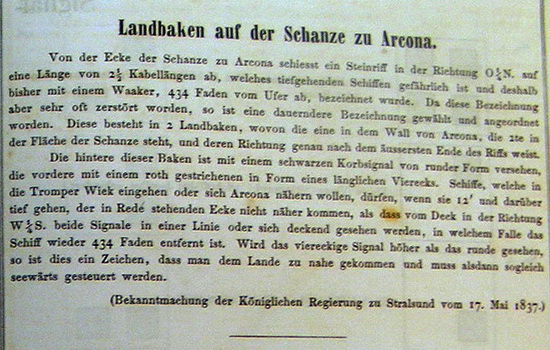 Landbaken auf der Schanze zu Arcona.
Von der Ecke der Schanze zu Arcona schiesst ein Steinriff in der Richtung O¼N. auf
eine Länge von 2½ Kabellängen ab, welches tiefgehenden Schiffen gefährlich ist und deshalb
bisher mit einem Waaker, 434 Faden vom Ufer ab, bezeichnet wurde. Da diese Bezeichnung
aber sehr oft zerstört worden, so ist eine dauerndere Bezeichnung gewählt und angeordnet
worden. Diese besteht in 2 Landbaken, wovon die eine in dem Wall von Arcona, die 2te in
der Fläche der Schanze steht, und deren Richtung genau nach dem äussersten Ende des Riffs weist.
Die hintere dieser Baken ist mit einem schwarzen Korbsignal von runder Form versehen,
die vordere mit einem roth gestrichenen in Form eines länglichen Vierecks. Schiffe, welche in
die Tromper Wiek eingehen oder sich Arcona nähern wollen, dürfen, wenn sie 12' und darüber
tief gehen, der in Rede stehenden Ecke nicht näher kommen, als dass vom Deck in der Richtung
W¼S. beide Signale in einer Linie oder sich deckend gesehen werden, in welchem Falle das
Schiff wieder 434 Faden entfernt ist. Wird das viereckige Signal höher als das runde gesehen,
so ist dies ein Zeichen, dass man dem Lande zu nahe gekommen und muss alsdann sogleich
seewärts gesteuert werden.
(Bekanntmachung der Königlichen Regierung zu Stralsund vom 17. Mai 1837.)